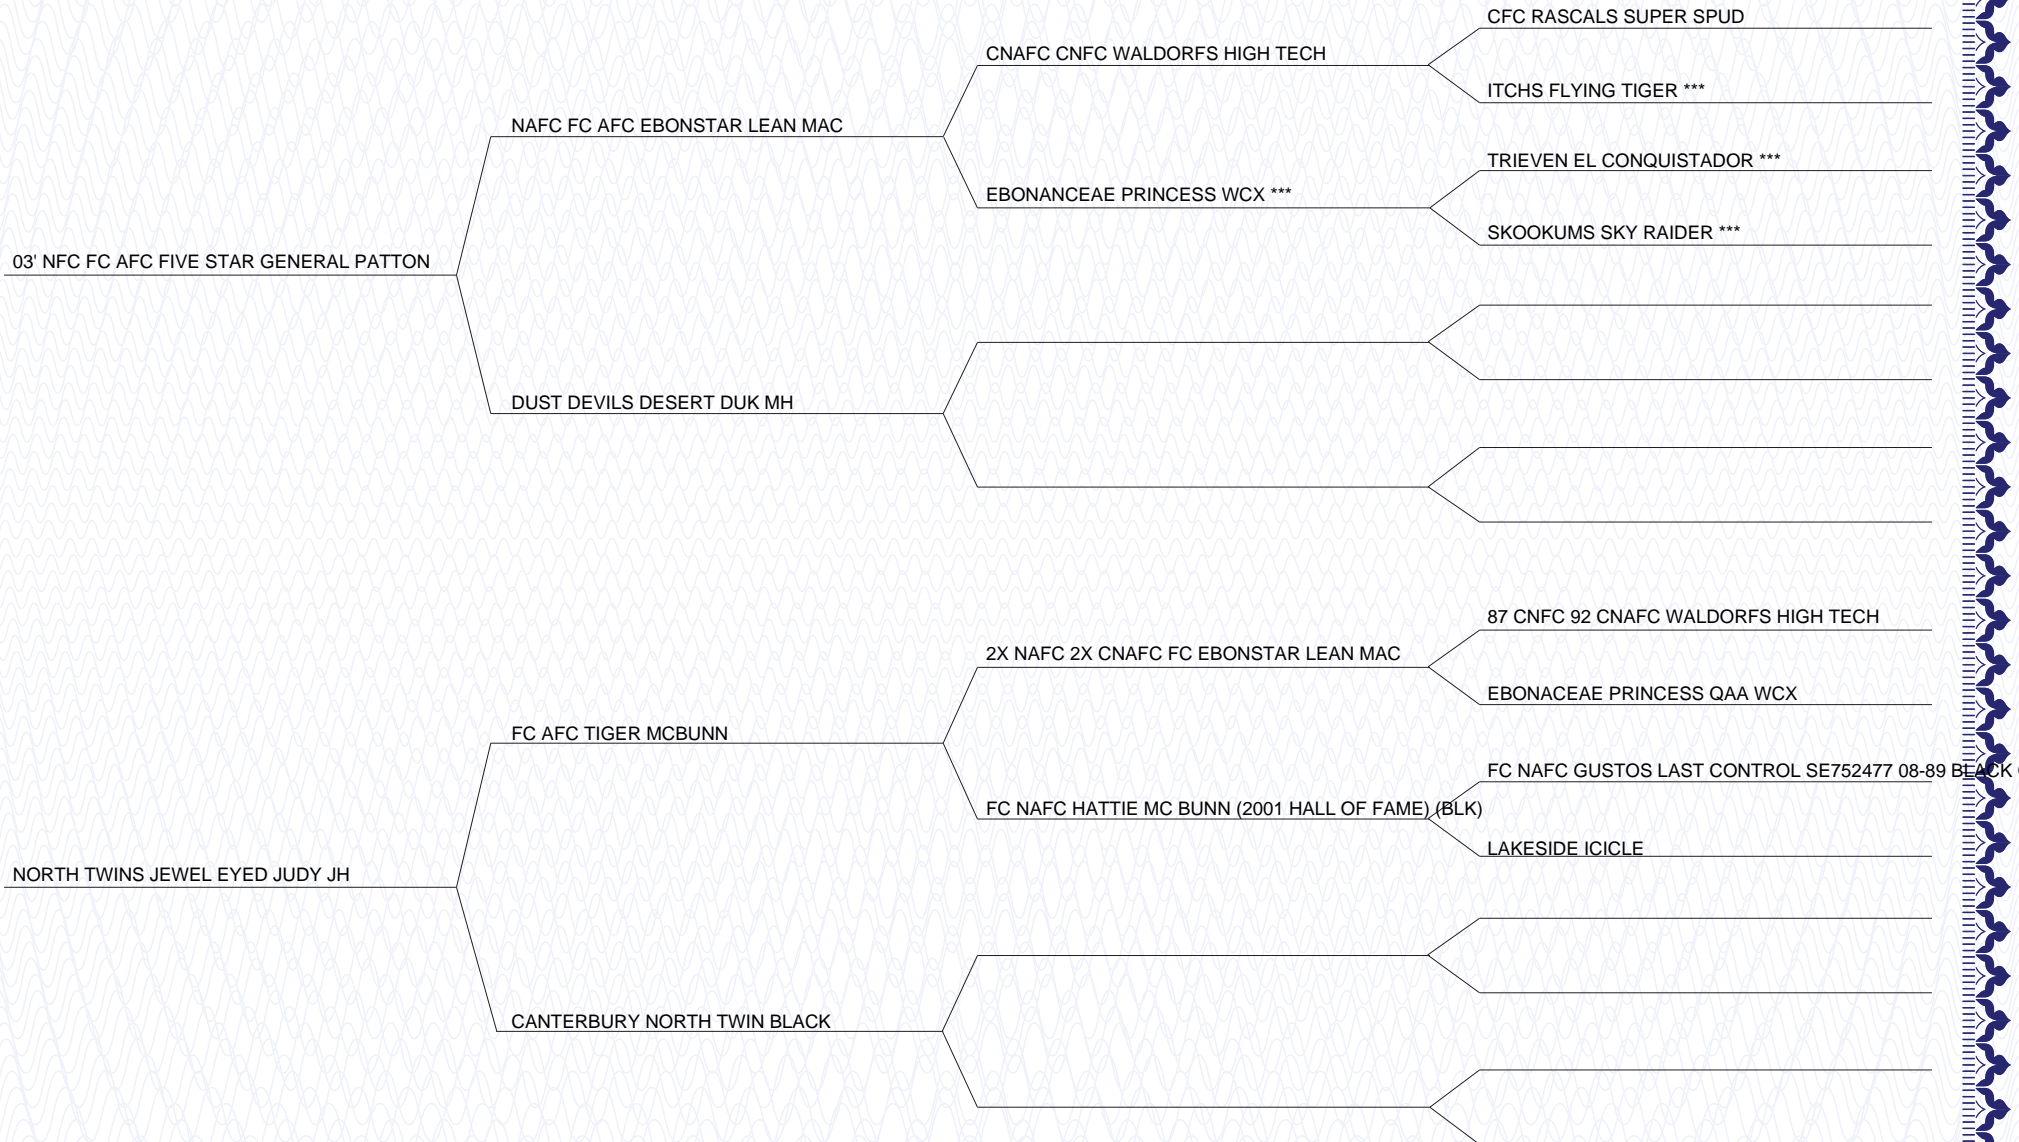 CFC RASCALS SUPER SPUD
CNAFC CNFC WALDORFS HIGH TECH
ITCHS FLYING TIGER ***
NAFC FC AFC EBONSTAR LEAN MAC
TRIEVEN EL CONQUISTADOR ***
EBONANCEAE PRINCESS WCX ***
SKOOKUMS SKY RAIDER ***
03' NFC FC AFC FIVE STAR GENERAL PATTON
DUST DEVILS DESERT DUK MH
87 CNFC 92 CNAFC WALDORFS HIGH TECH
2X NAFC 2X CNAFC FC EBONSTAR LEAN MAC
EBONACEAE PRINCESS QAA WCX
FC AFC TIGER MCBUNN
FC NAFC GUSTOS LAST CONTROL SE752477 08-89 BLACK
FC NAFC HATTIE MC BUNN (2001 HALL OF FAME) (BLK)
LAKESIDE ICICLE
NORTH TWINS JEWEL EYED JUDY JH
CANTERBURY NORTH TWIN BLACK